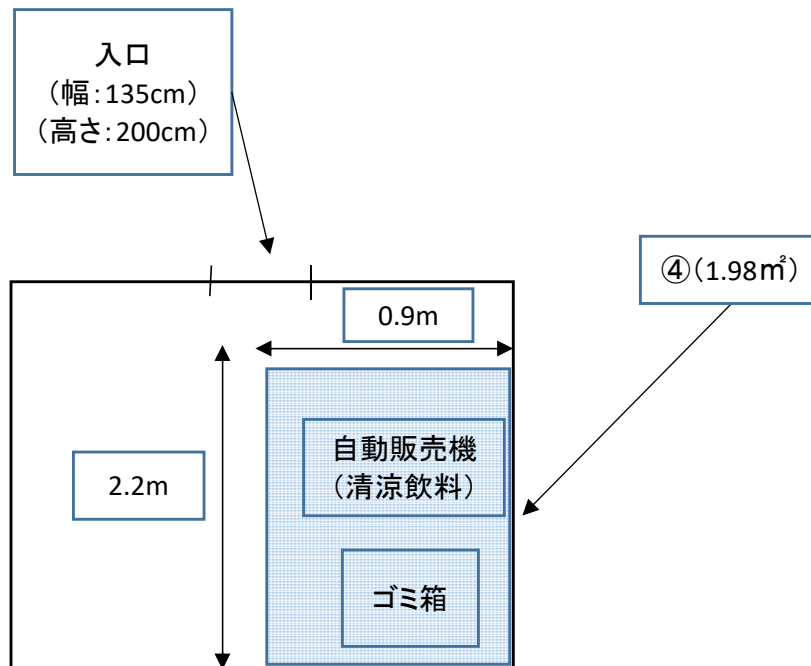 入口
（幅：135cm）
（高さ：200cm）
④（1.98㎡）
0.9m
2.2m
自動販売機
（清涼飲料）
ゴミ箱